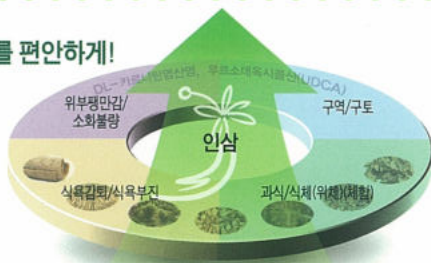 를 편안하게!
DL-카르니틴염산염, 우르소데옥시콜산(UDCA)
위부팽만감/
소화불량
구역/구토
인삼
식욕감퇴/식욕부진
과식/식체(위체)(체함)